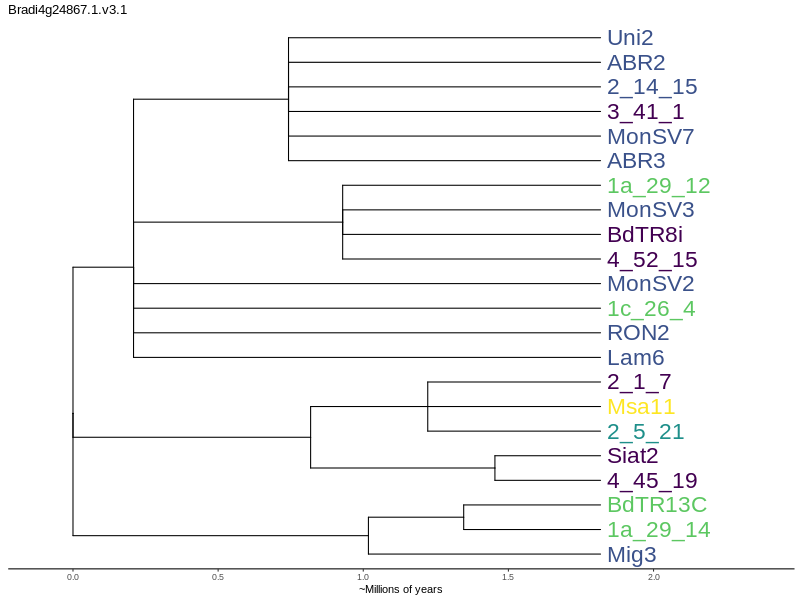 Bradi4g24867.1.v3.1
Uni2
ABR2
2_14_15
3_41_1
MonSV7
ABR3
1a_29_12
MonSV3
BdTR8i
4_52_15
MonSV2
1c_26_4
RON2
Lam6
2_1_7
Msa11
2_5_21
Siat2
4_45_19
BdTR13C
1a_29_14
Mig3
0.0 0.5 1.0 1.5 2.0
~Millions of years